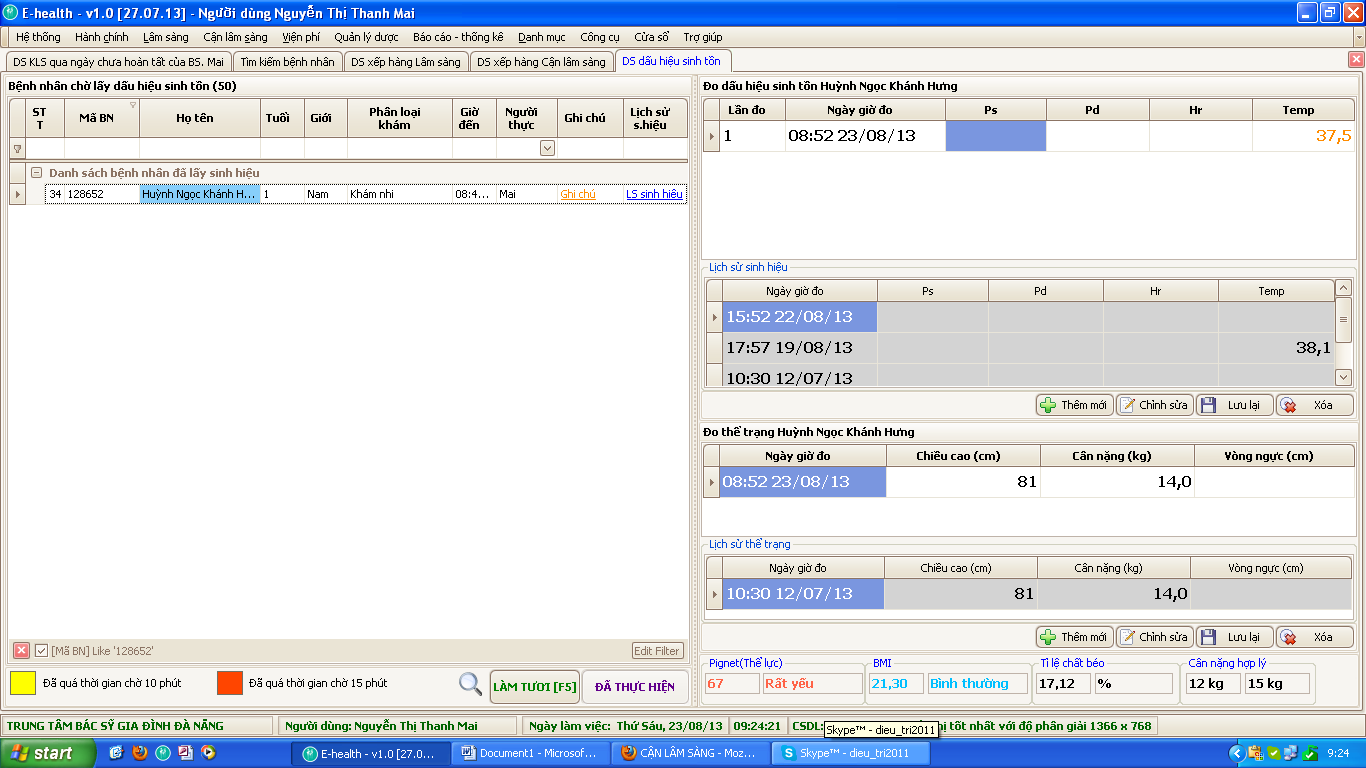 E-health - v1.0 [27.07.13] - Người dùng Nguyễn Thị Thanh Mai
Hệ thống Hành chính Lâm sàng Cận lâm sàng Viện phí Quản lý dược Báo cáo - thống kê Danh mục Công cụ Cửa sổ Trợ giúp
DS KLS qua ngày chưa hoàn tất của BS. Mai Tìm kiếm bệnh nhân DS xếp hàng Lâm sàng DS xếp hàng Cận lâm sàng DS dấu hiệu sinh tồn
Bệnh nhân chờ lấy dấu hiệu sinh tồn (50)
STT Mã BN Họ tên Tuổi Giới Phân loại khám Giờ đến Người thực Ghi chú Lịch sử s.hiệu
Danh sách bệnh nhân đã lấy sinh hiệu
34 128652 Huỳnh Ngọc Khánh H... 1 Nam Khám nhi 08:4... Mai Ghi chú LS sinh hiệu
[Mã BN] Like '128652' Edit Filter
Đã quá thời gian chờ 10 phút Đã quá thời gian chờ 15 phút LÀM TƯƠI [F5] ĐÃ THỰC HIỆN
Đo dấu hiệu sinh tồn Huỳnh Ngọc Khánh Hưng
Lần đo Ngày giờ đo Ps Pd Hr Temp
1 08:52 23/08/13 37,5
Lịch sử sinh hiệu
Ngày giờ đo Ps Pd Hr Temp
15:52 22/08/13
17:57 19/08/13 38,1
10:30 12/07/13
Thêm mới Chỉnh sửa Lưu lại Xóa
Đo thể trạng Huỳnh Ngọc Khánh Hưng
Ngày giờ đo Chiều cao (cm) Cân nặng (kg) Vòng ngực (cm)
08:52 23/08/13 81 14,0
Lịch sử thể trạng
Ngày giờ đo Chiều cao (cm) Cân nặng (kg) Vòng ngực (cm)
10:30 12/07/13 81 14,0
Thêm mới Chỉnh sửa Lưu lại Xóa
Pignet(Thể lực) BMI Tỉ lệ chất béo Cân nặng hợp lý
67 Rất yếu 21,30 Bình thường 17,12 % 12 kg 15 kg
TRUNG TÂM BÁC SỸ GIA ĐÌNH ĐÀ NẴNG Người dùng: Nguyễn Thị Thanh Mai Ngày làm việc: Thứ Sáu, 23/08/13 09:24:21 CSDL: hị tốt nhất với độ phân giải 1366 x 768
Skype™ - dieu_tri2011
start E-health - v1.0 [27.0... Document1 - Microsof... CẬN LÂM SÀNG - Moz... Skype™ - dieu_tri2011 9:24